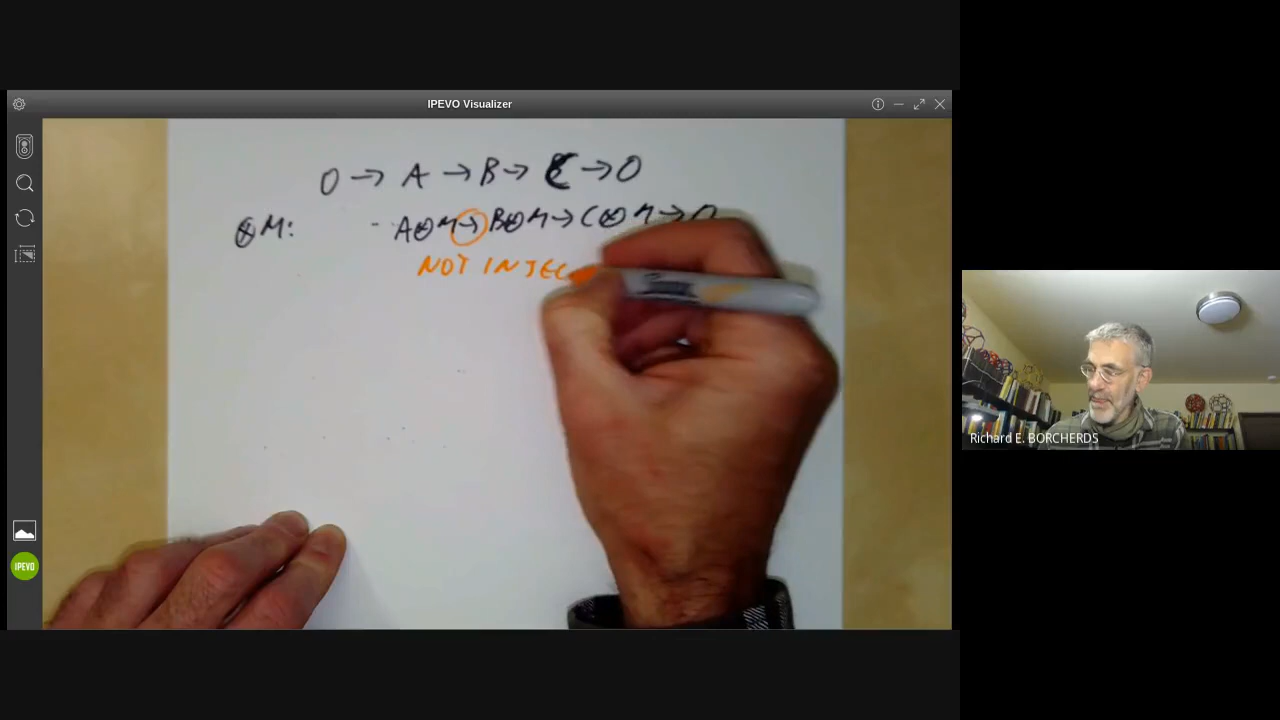 IPEVO Visualizer
0 → A → B → C → 0
⊗M: A⊗M → B⊗M → C⊗M → 0
NOT INJEC
IPEVO
Richard E. BORCHERDS